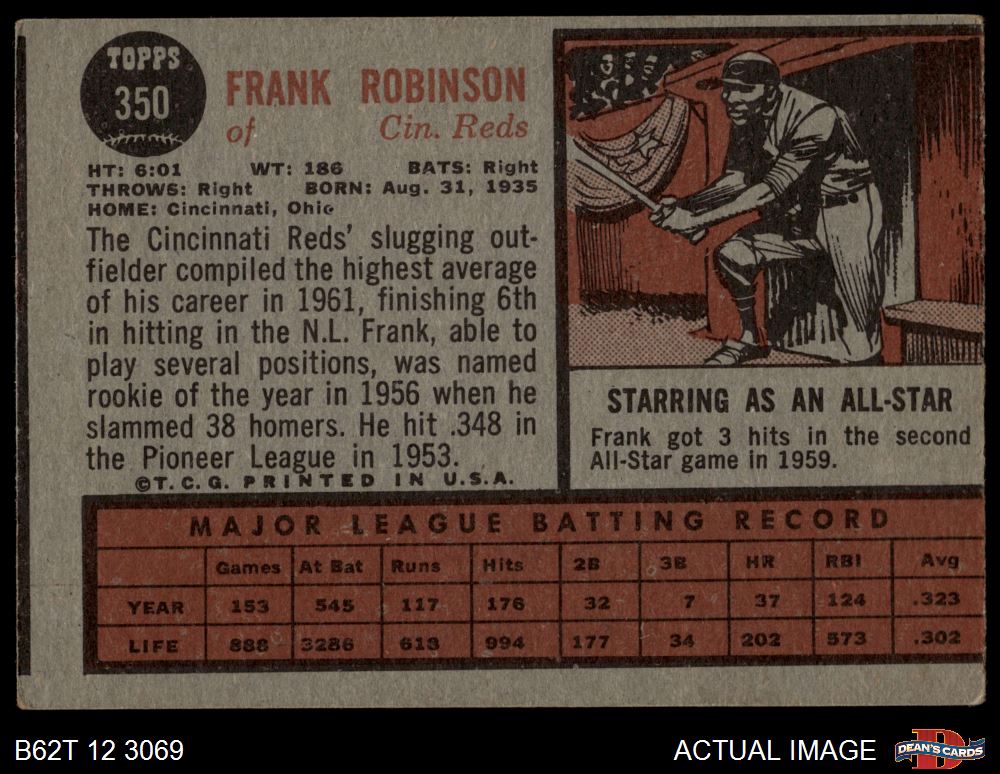 TOPPS
350
FRANK ROBINSON
of Cin. Reds
HT: 6:01 WT: 186 BATS: Right
THROWS: Right BORN: Aug. 31, 1935
HOME: Cincinnati, Ohio
The Cincinnati Reds' slugging out-
fielder compiled the highest average
of his career in 1961, finishing 6th
in hitting in the N.L. Frank, able to
play several positions, was named
rookie of the year in 1956 when he
slammed 38 homers. He hit .348 in
the Pioneer League in 1953.
©T.C.G. PRINTED IN U.S.A.
STARRING AS AN ALL-STAR
Frank got 3 hits in the second
All-Star game in 1959.
MAJOR LEAGUE BATTING RECORD
Games At Bat Runs Hits 2B 3B HR RBI Avg
YEAR 153 545 117 176 32 7 37 124 .323
LIFE 888 3286 613 994 177 34 202 573 .302
B62T 12 3069
ACTUAL IMAGE
D
DEAN'S CARDS